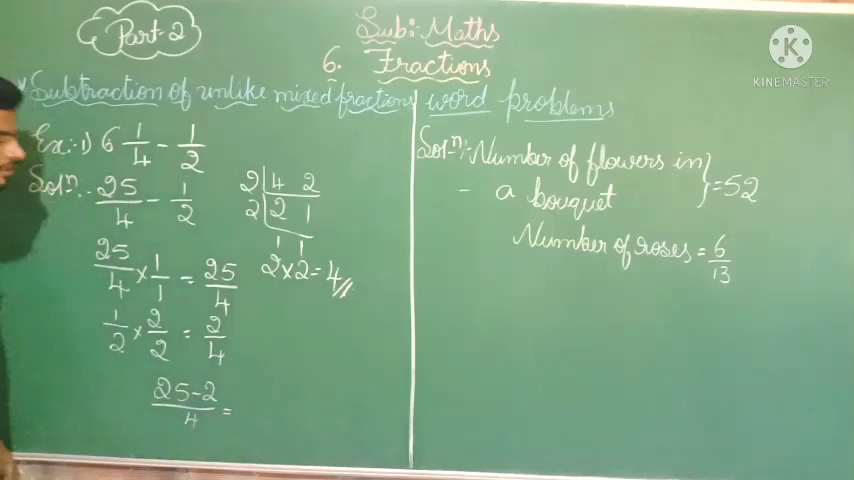 Part-2
Sub: Maths
6. Fractions
Subtraction of unlike mixed fractions word problems
Ex:-1) 6 1/4 - 1/2
Solⁿ:- 25/4 - 1/2
2 | 4 2
2 | 2 1
1 1
2×2=4//
25/4 × 1/1 = 25/4
1/2 × 2/2 = 2/4
25-2/4 =
Sol-ⁿ:- Number of flowers in
a bouquet } = 52
Number of roses = 6/13
KINEMASTER